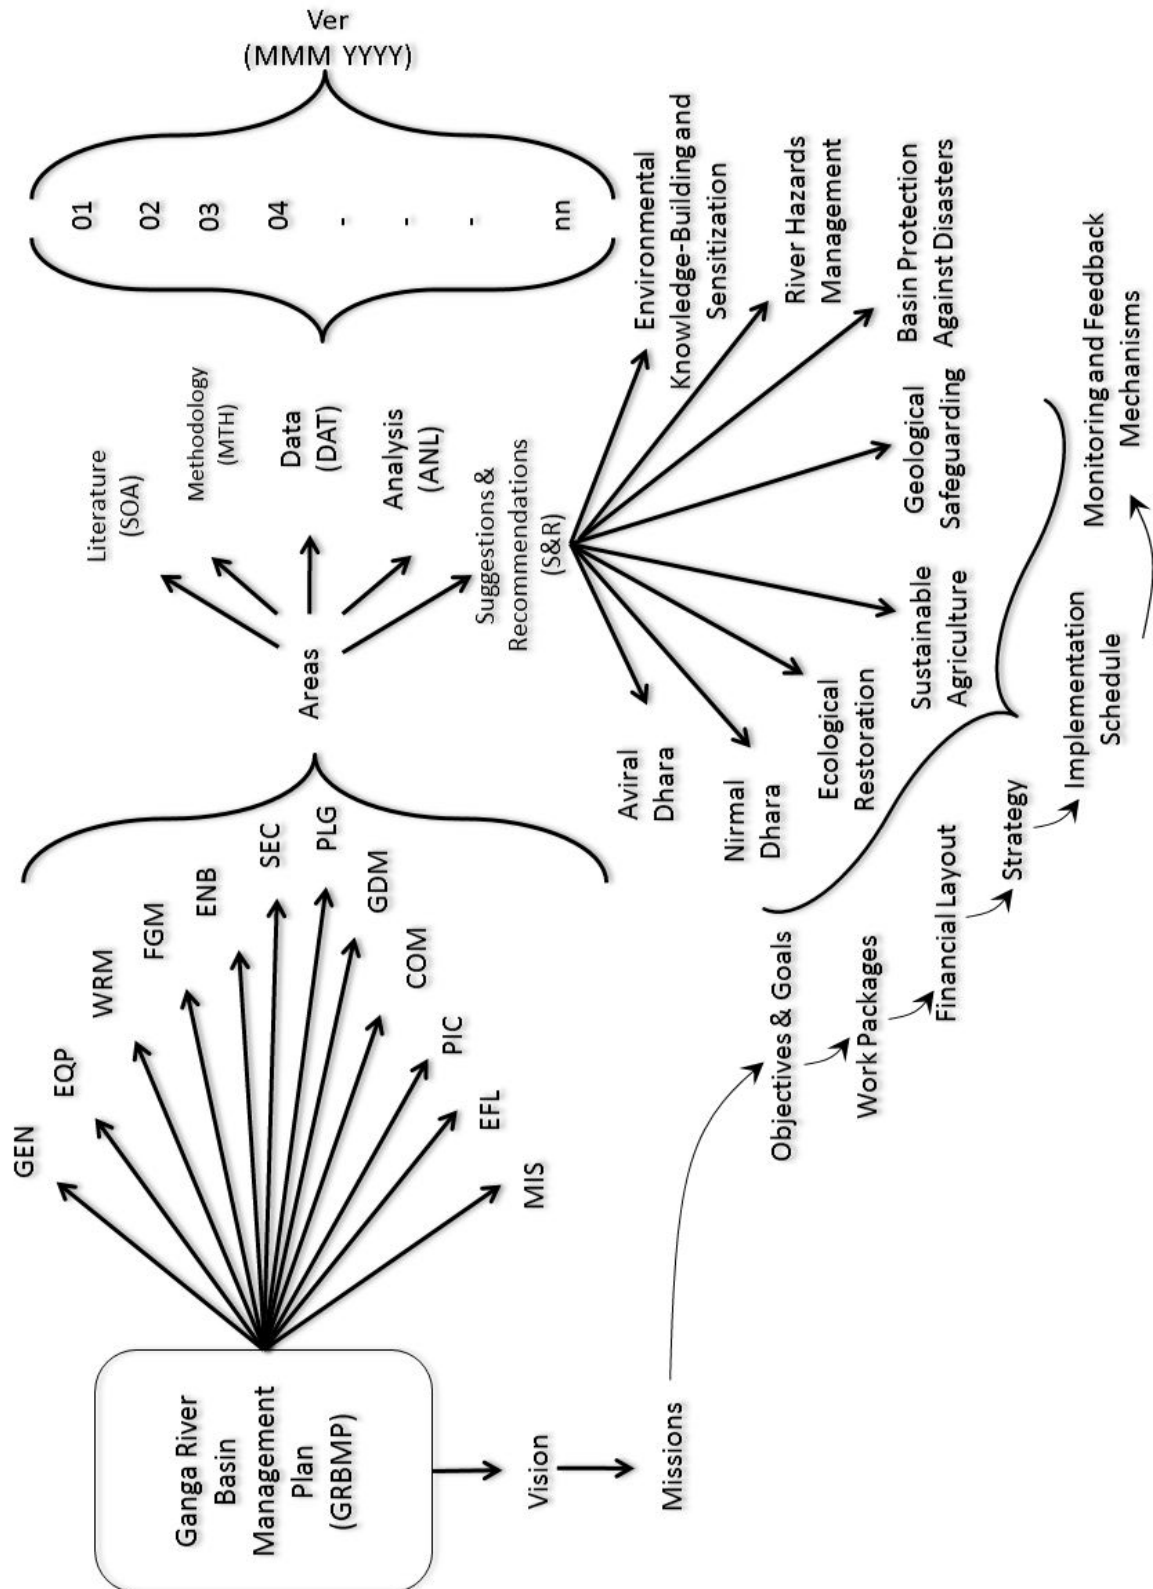 Ganga River
Basin
Management
Plan
(GRBMP)
GEN
EQP
WRM
FGM
ENB
SEC
PLG
GDM
COM
PIC
EFL
MIS
Areas
Literature
(SOA)
Methodology
(MTH)
Data
(DAT)
Analysis
(ANL)
Suggestions &
Recommendations
(S&R)
01
02
03
04
-
-
-
nn
Ver
(MMM YYYY)
Vision
Missions
Aviral
Dhara
Nirmal
Dhara
Ecological
Restoration
Sustainable
Agriculture
Geological
Safeguarding
Basin Protection
Against Disasters
River Hazards
Management
Environmental
Knowledge-Building and
Sensitization
Objectives & Goals
Work Packages
Financial Layout
Strategy
Implementation
Schedule
Monitoring and Feedback
Mechanisms